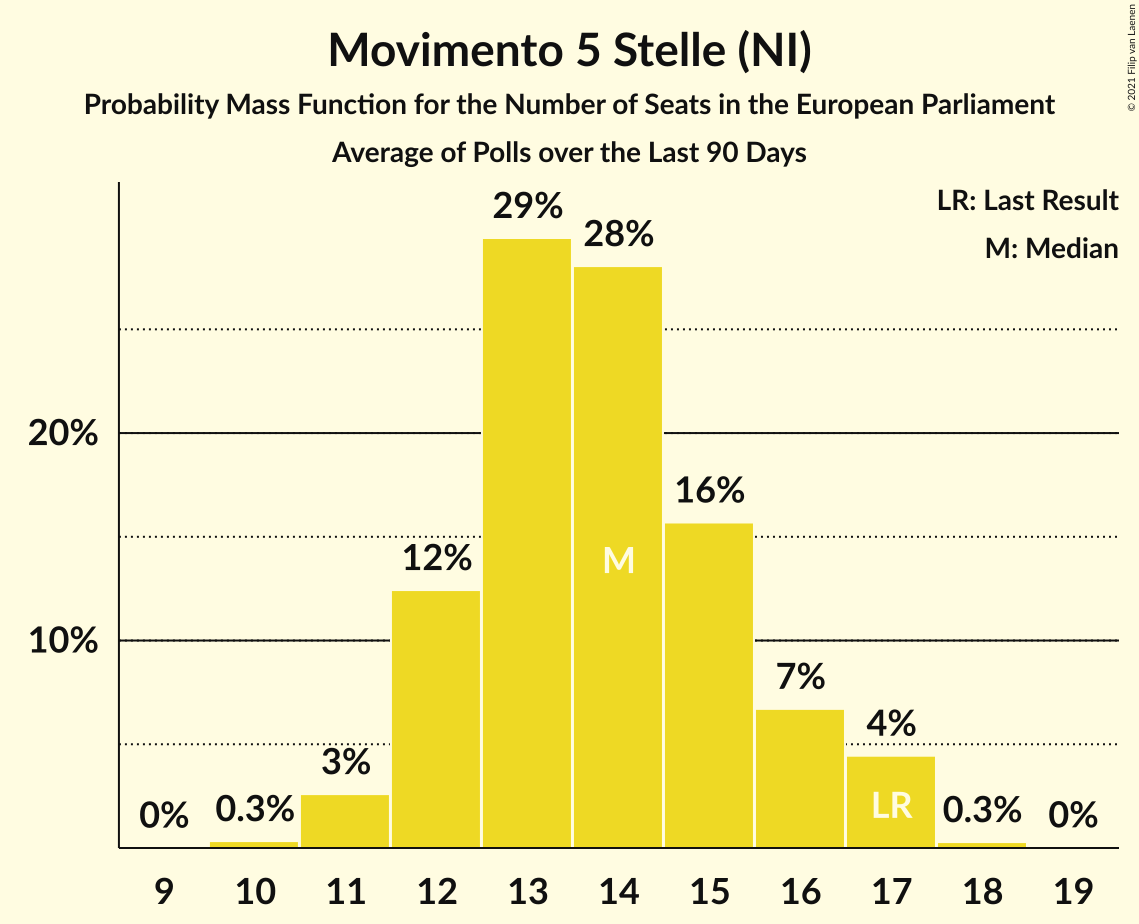 Movimento 5 Stelle (NI)
Probability Mass Function for the Number of Seats in the European Parliament
Average of Polls over the Last 90 Days
© 2021 Filip van Laenen
LR: Last Result
M: Median
29%
28%
20%
16%
12%
M
10%
7%
4%
3%
LR
0%
0.3%
0.3%
0%
9 10 11 12 13 14 15 16 17 18 19